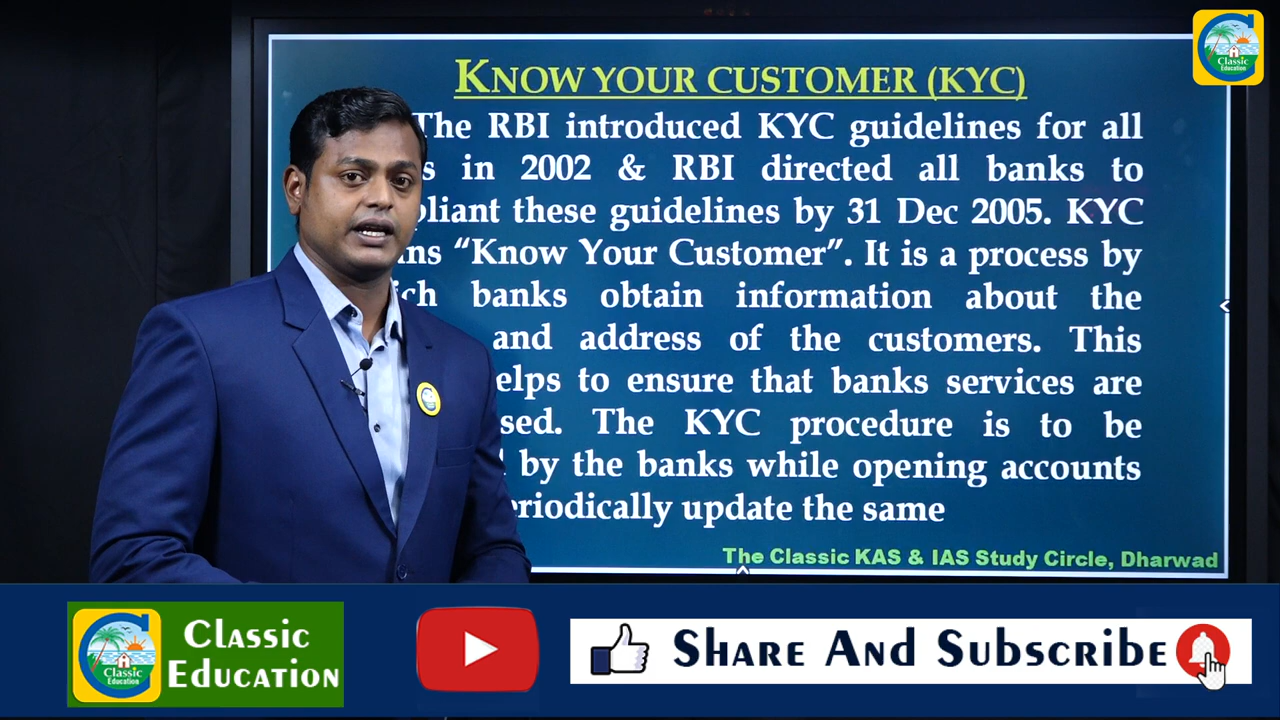 Classic
Education
KNOW YOUR CUSTOMER (KYC)
The RBI introduced KYC guidelines for all
in 2002 & RBI directed all banks to
these guidelines by 31 Dec 2005. KYC
“Know Your Customer”. It is a process by
banks obtain information about the
and address of the customers. This
to ensure that banks services are
The KYC procedure is to be
by the banks while opening accounts
update the same
The Classic KAS & IAS Study Circle, Dharwad
Classic
Education
CLASSIC
EDUCATION
SHARE AND SUBSCRIBE